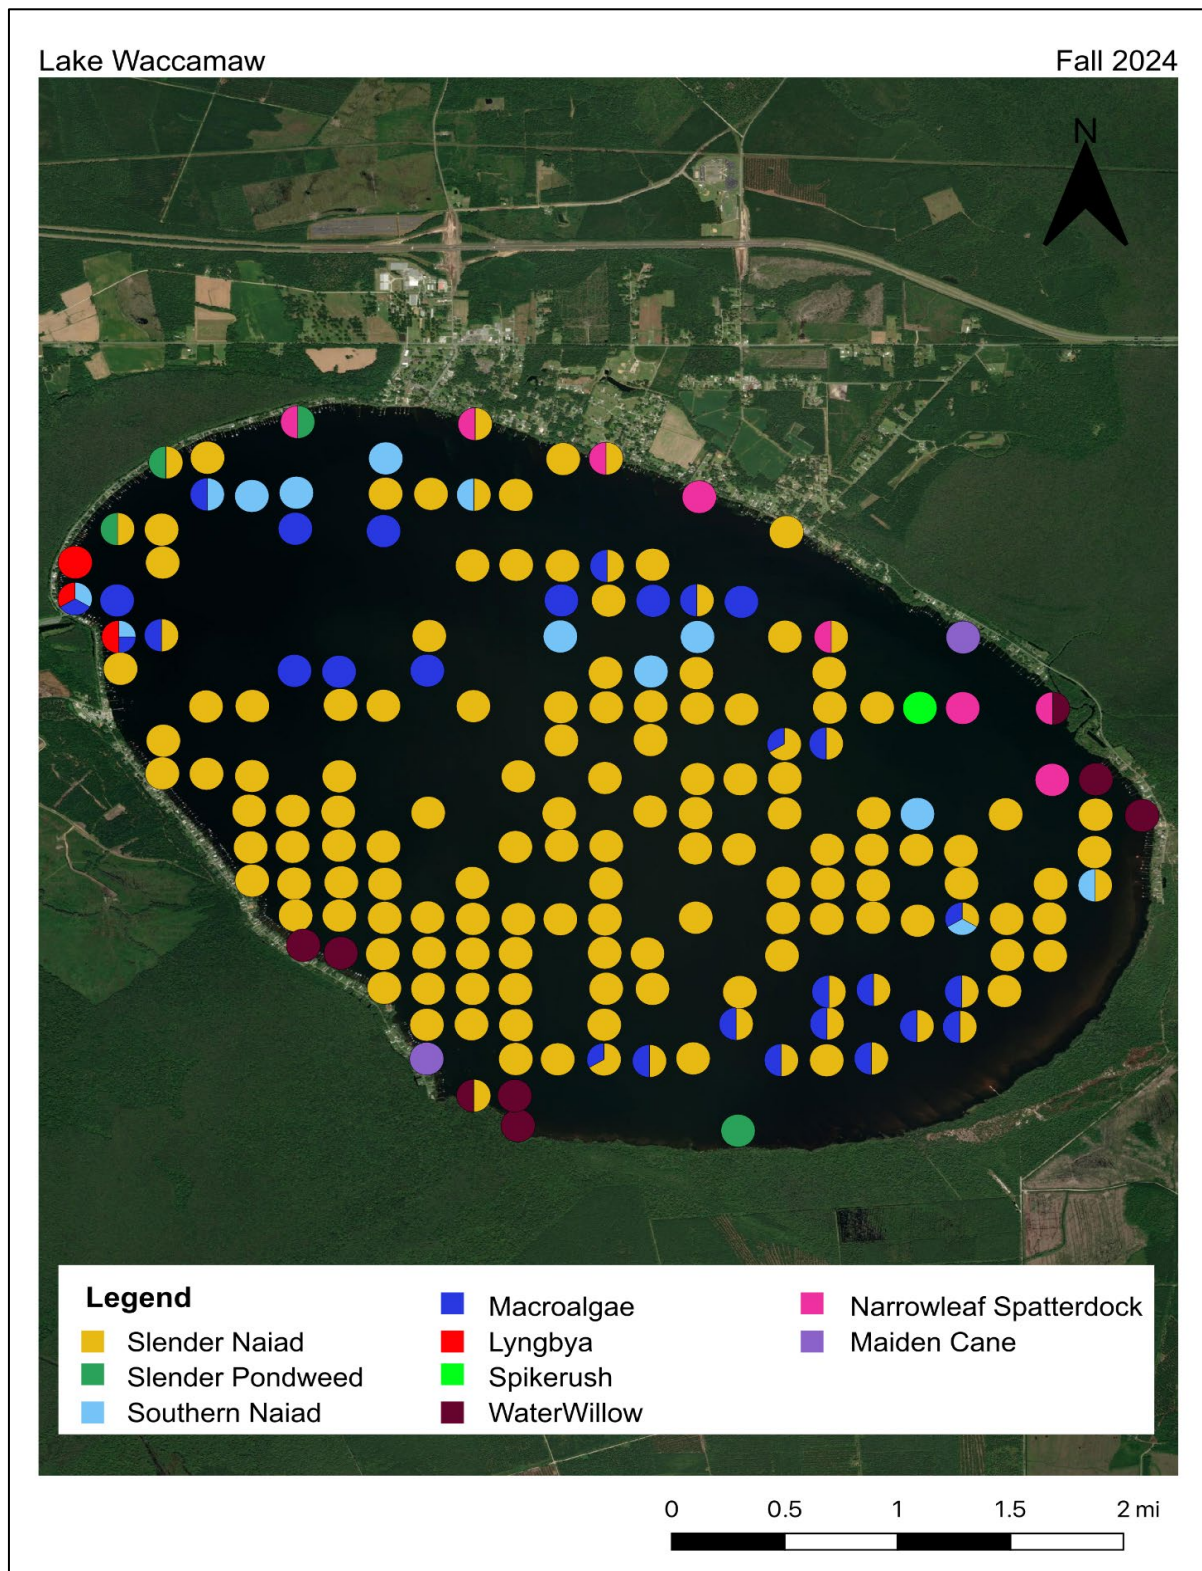 Lake Waccamaw
Fall 2024
N
Legend
Slender Naiad
Slender Pondweed
Southern Naiad
Macroalgae
Lyngbya
Spikerush
WaterWillow
Narrowleaf Spatterdock
Maiden Cane
0 0.5 1 1.5 2 mi